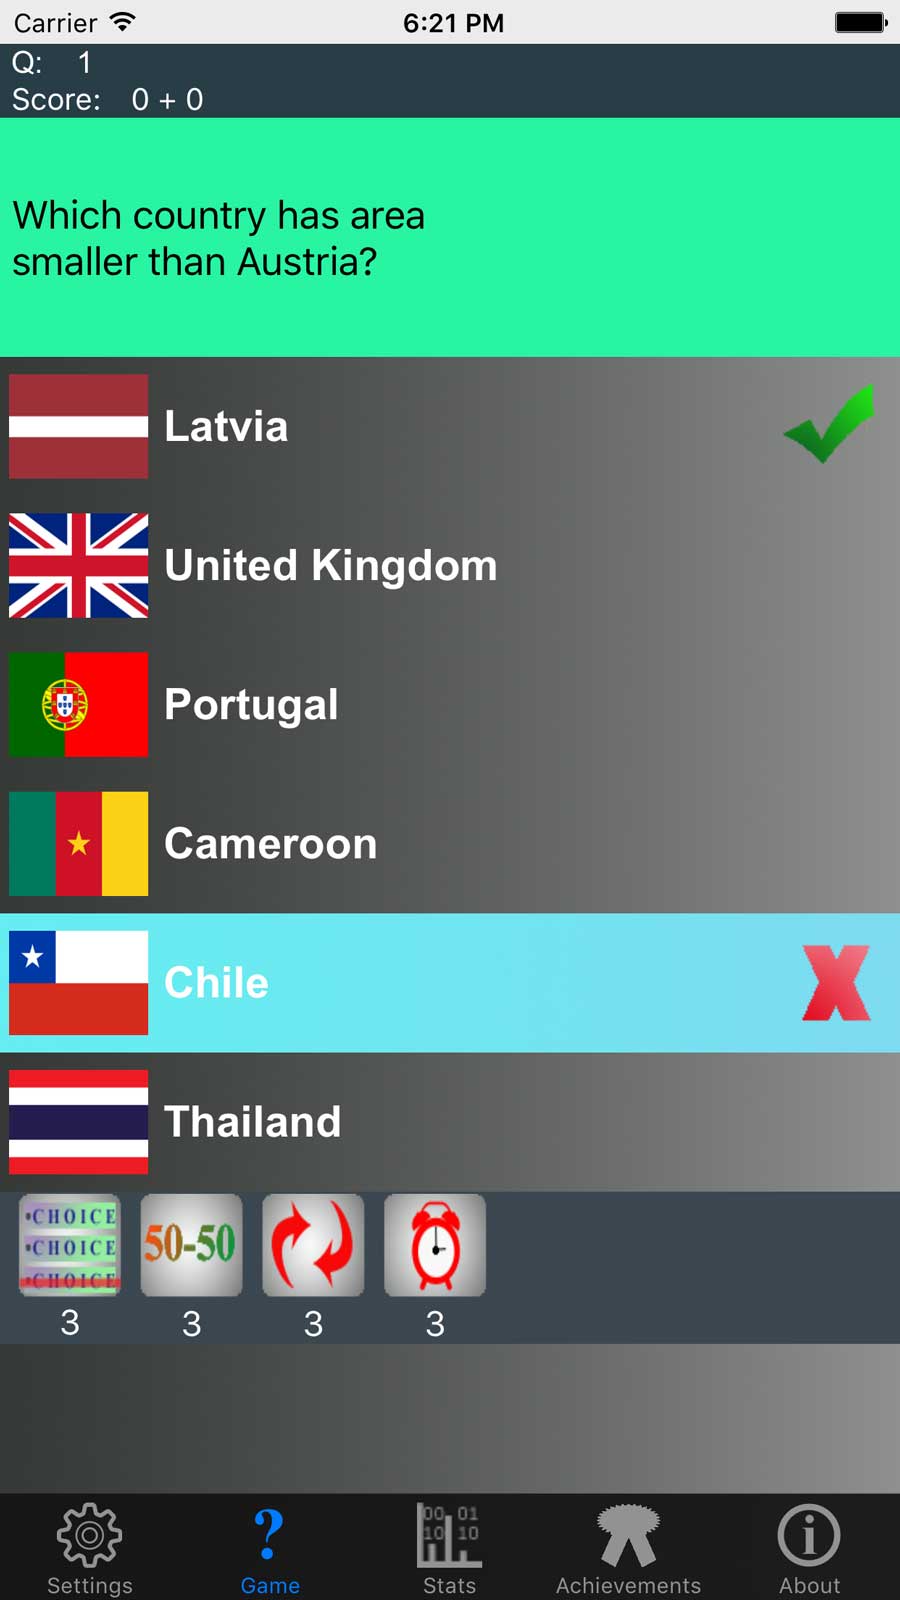 Carrier 6:21 PM
Q: 1
Score: 0 + 0
Which country has area
smaller than Austria?
Latvia
United Kingdom
Portugal
Cameroon
Chile
X
Thailand
•CHOICE
•CHOICE
•CHOICE
50-50
3 3 3 3
00 01
10 10
?
i
Settings Game Stats Achievements About